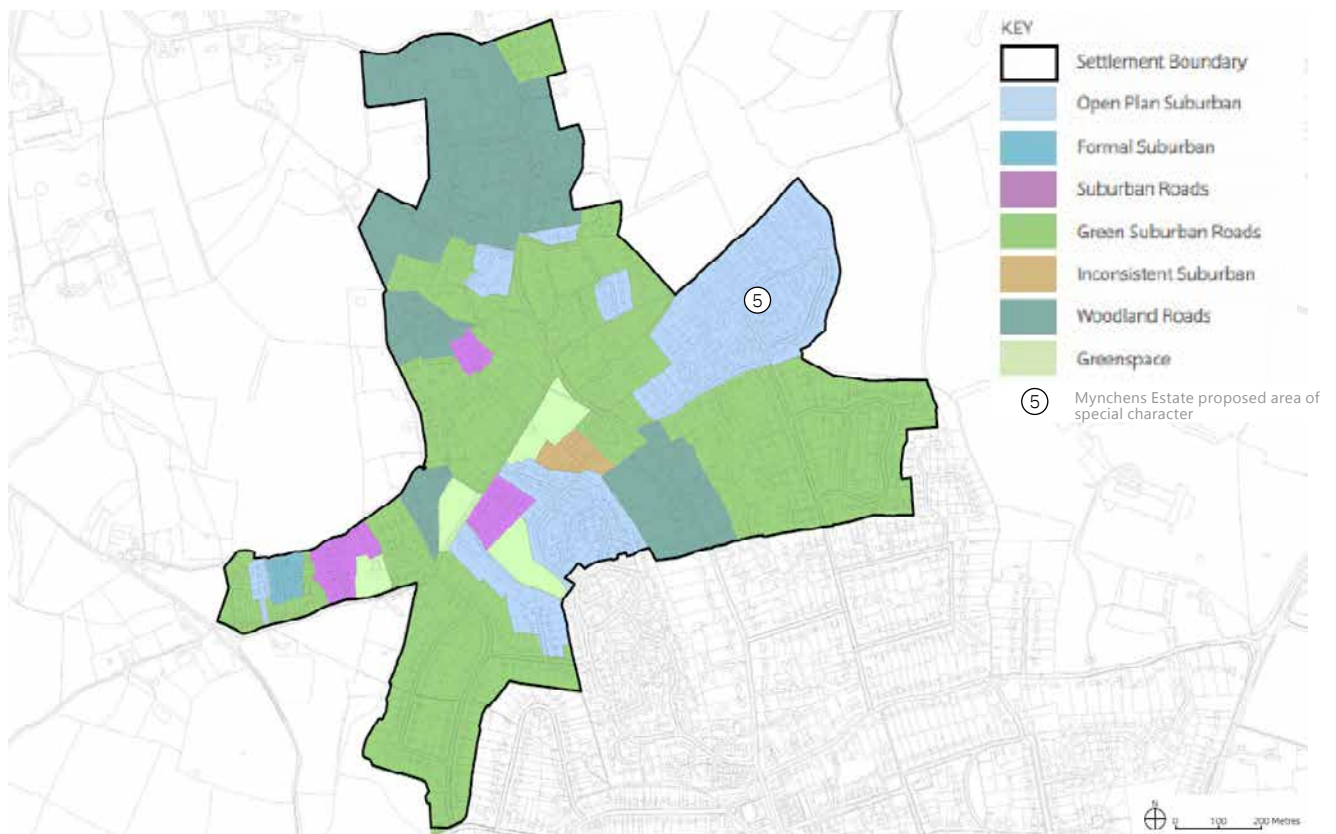 KEY
Settlement Boundary
Open Plan Suburban
Formal Suburban
Suburban Roads
Green Suburban Roads
Inconsistent Suburban
Woodland Roads
Greenspace
5 Mynchens Estate proposed area of
special character
5
N
0 100 200 Metres